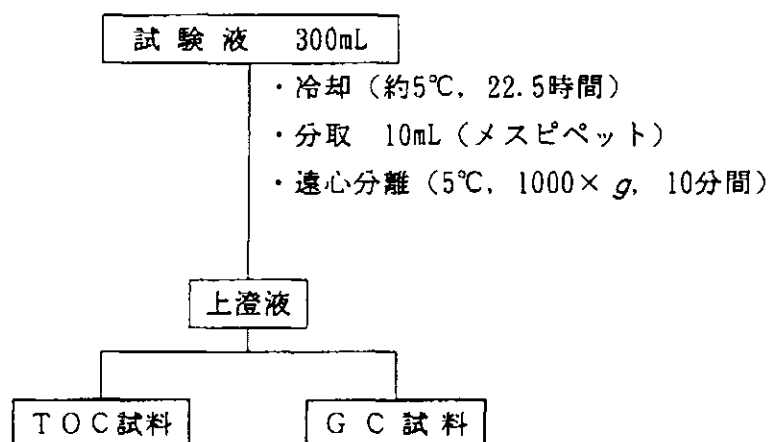 試験液 300mL
・冷却（約5℃，22.5時間）
・分取 10mL（メスピペット）
・遠心分離（5℃，1000×g，10分間）
上澄液
TOC試料
GC試料